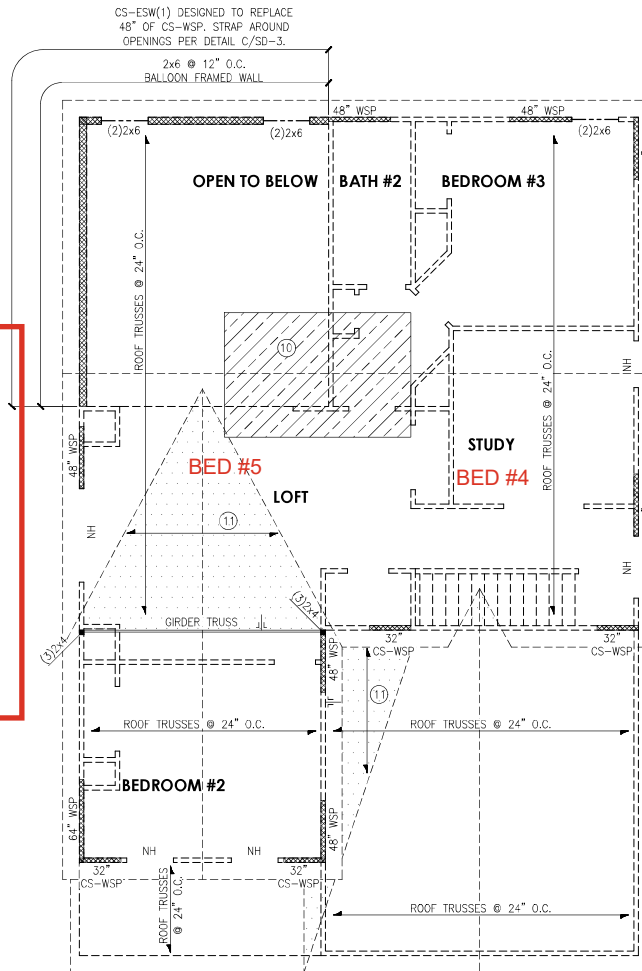 CS-ESW(1) DESIGNED TO REPLACE
48" OF CS-WSP. STRAP AROUND
OPENINGS PER DETAIL C/SD-3.
2x6 @ 12" O.C.
BALLOON FRAMED WALL
48" WSP
48" WSP
(2)2x6
(2)2x6
(2)2x6
OPEN TO BELOW
BATH #2
BEDROOM #3
ROOF TRUSSES @ 24" O.C.
ROOF TRUSSES @ 24" O.C.
10
NH
48" WSP
STUDY
BED #4
BED #5
LOFT
NH
11
NH
(3)2x4
GIRDER TRUSS
(3)2x4
32"
CS-WSP
32"
CS-WSP
48" WSP
11
ROOF TRUSSES @ 24" O.C.
ROOF TRUSSES @ 24" O.C.
BEDROOM #2
64" WSP
48" WSP
NH
NH
32"
CS-WSP
32"
CS-WSP
ROOF TRUSSES
@ 24" O.C.
ROOF TRUSSES @ 24" O.C.